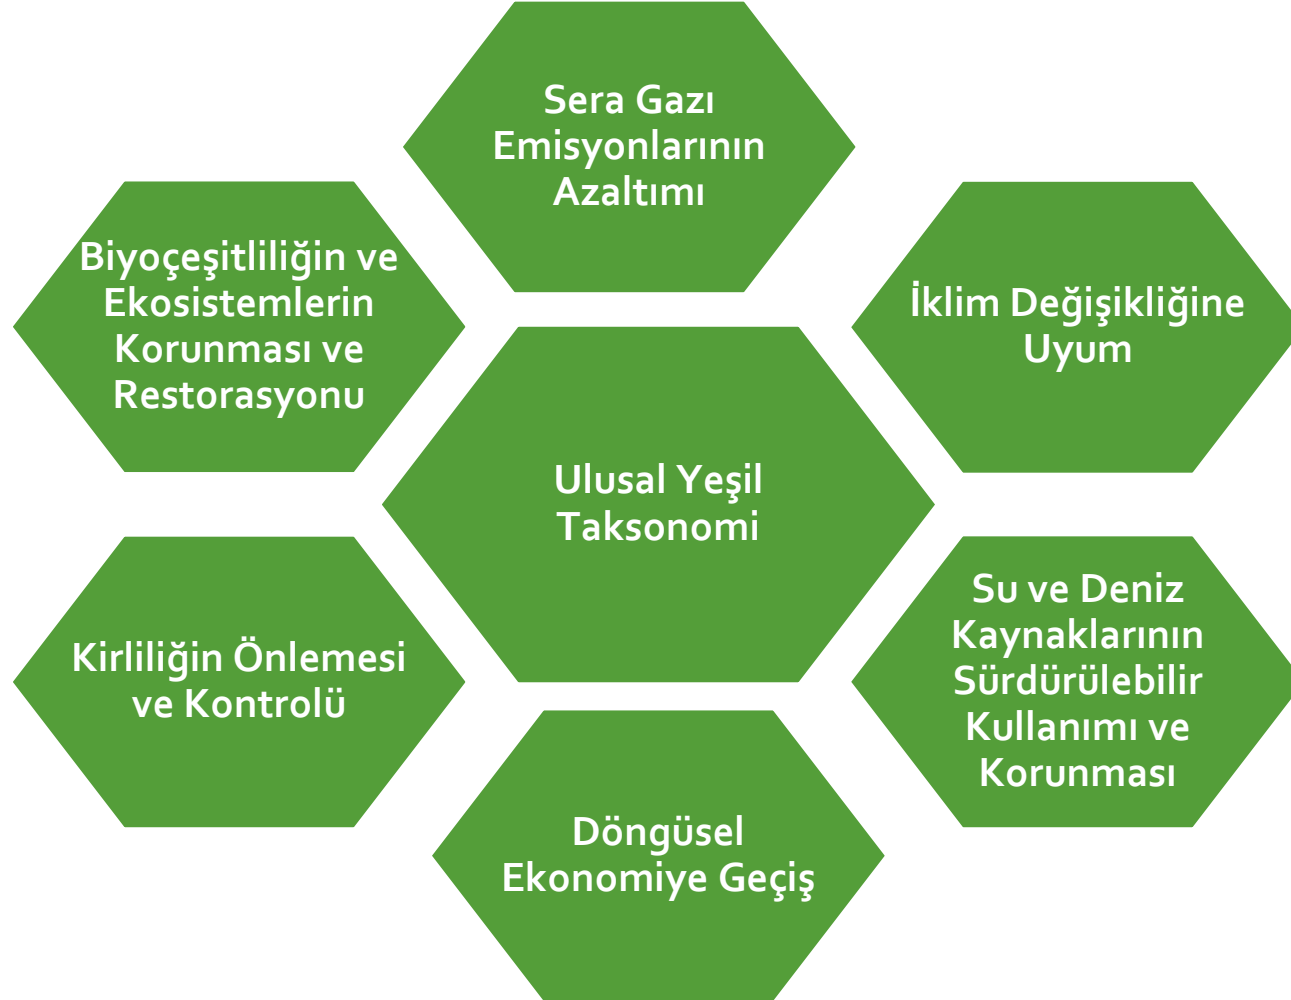 Sera Gazı
Emisyonlarının
Azaltımı
Biyoçeşitliliğin ve
Ekosistemlerin
Korunması ve
Restorasyonu
İklim Değişikliğine
Uyum
Ulusal Yeşil
Taksonomi
Kirliliğin Önlemesi
ve Kontrolü
Su ve Deniz
Kaynaklarının
Sürdürülebilir
Kullanımı ve
Korunması
Döngüsel
Ekonomiye Geçiş